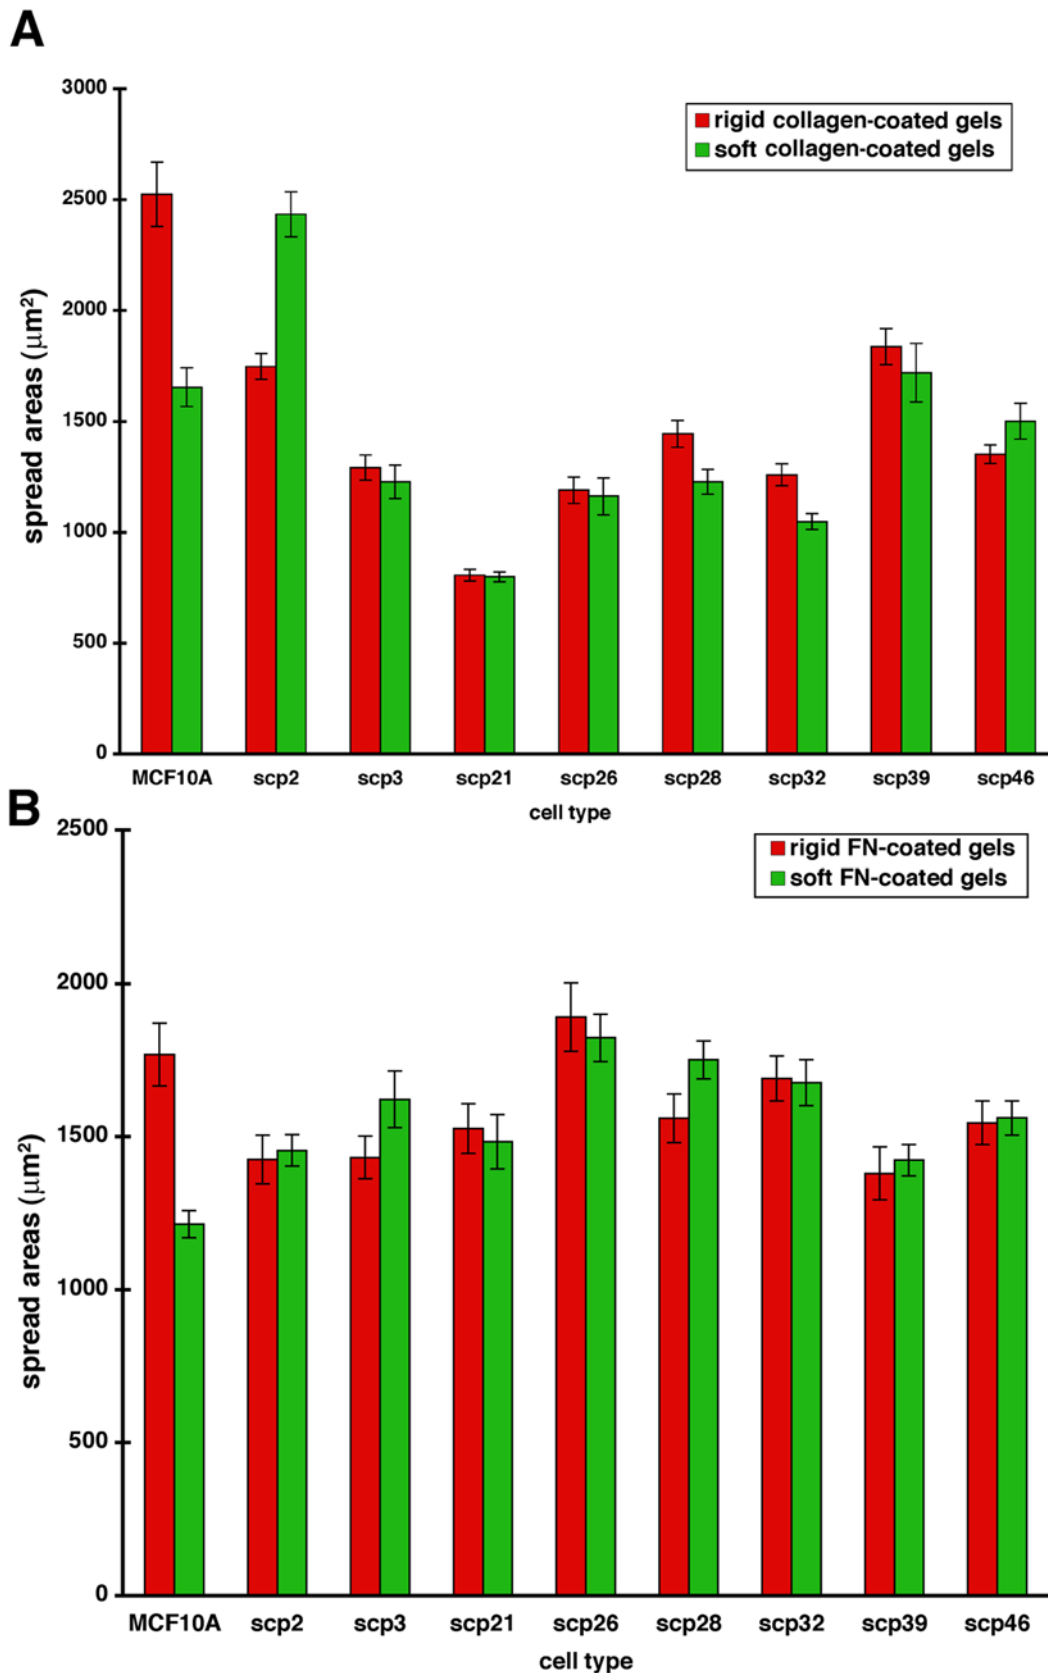 A
3000
2500
2000
1500
1000
500
0
spread areas (μm²)
rigid collagen-coated gels
soft collagen-coated gels
MCF10A scp2 scp3 scp21 scp26 scp28 scp32 scp39 scp46
cell type
B
2500
2000
1500
1000
500
0
spread areas (μm²)
rigid FN-coated gels
soft FN-coated gels
MCF10A scp2 scp3 scp21 scp26 scp28 scp32 scp39 scp46
cell type